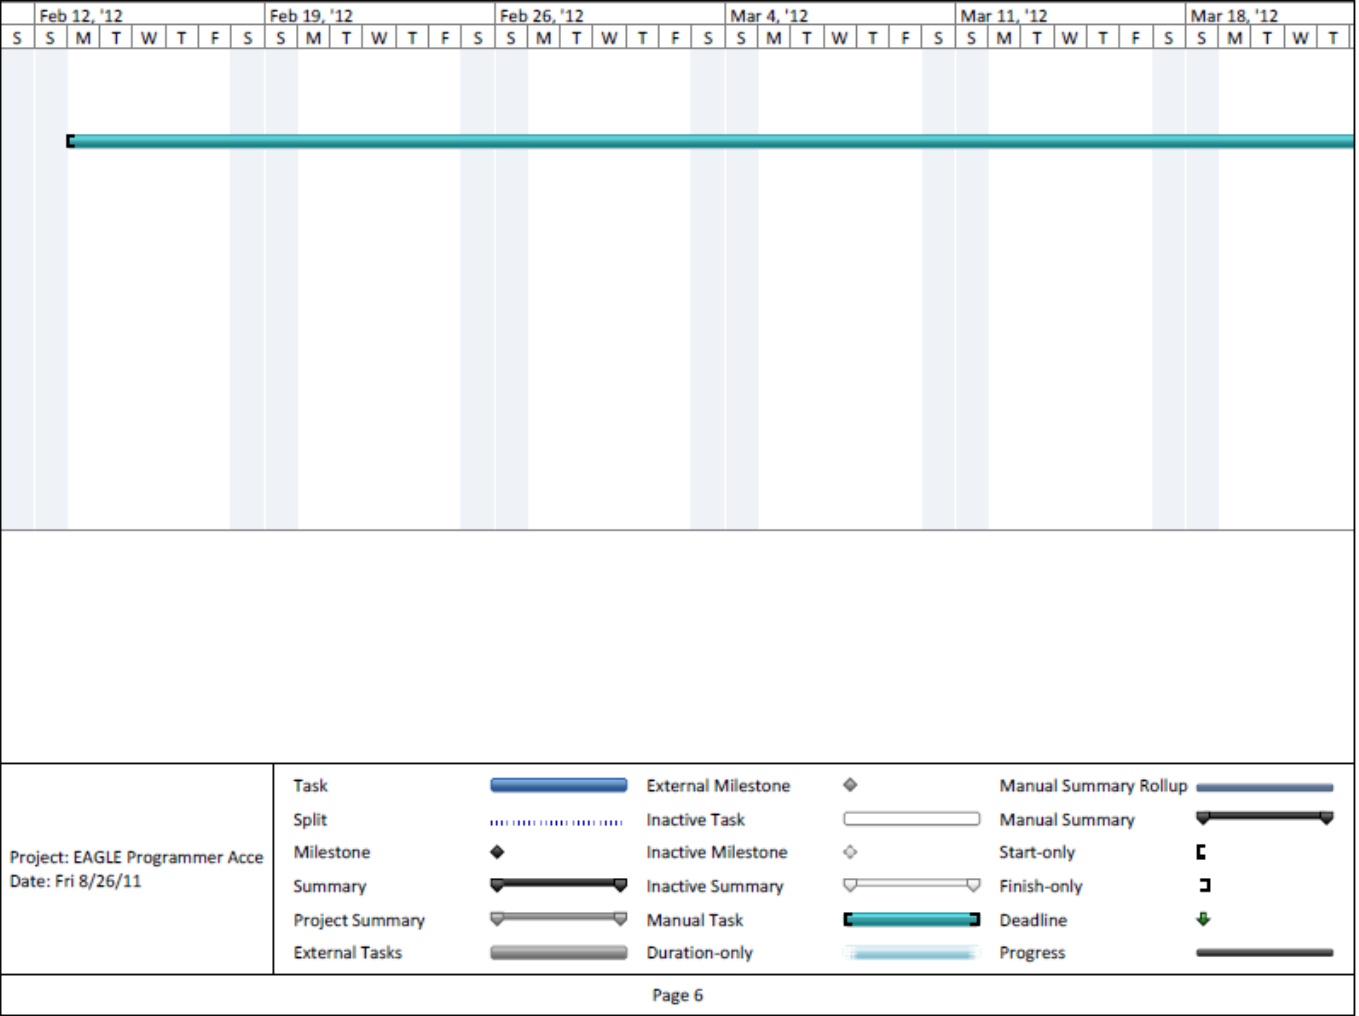 Feb 12, '12 Feb 19, '12 Feb 26, '12 Mar 4, '12 Mar 11, '12 Mar 18, '12
S S M T W T F S S M T W T F S S M T W T F S S M T W T F S S M T W T F S S M T W T
Task External Milestone Manual Summary Rollup
Split Inactive Task Manual Summary
Milestone Inactive Milestone Start-only
Summary Inactive Summary Finish-only
Project Summary Manual Task Deadline
External Tasks Duration-only Progress
Project: EAGLE Programmer Acce
Date: Fri 8/26/11
Page 6